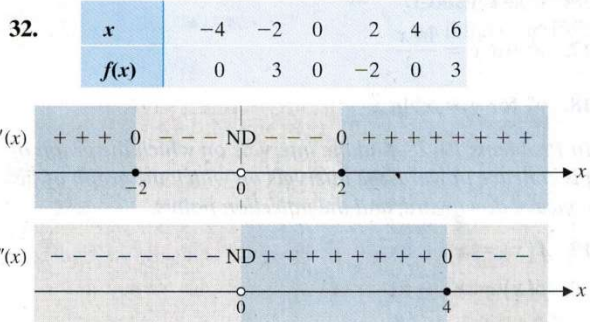 32. x −4 −2 0 2 4 6
f(x) 0 3 0 −2 0 3
′(x) + + + 0 − − − − ND − − − − 0 + + + + + + + + +
x
−2 0 2
″(x) − − − − − − − − − ND + + + + + + + + 0 − − −
x
0 4